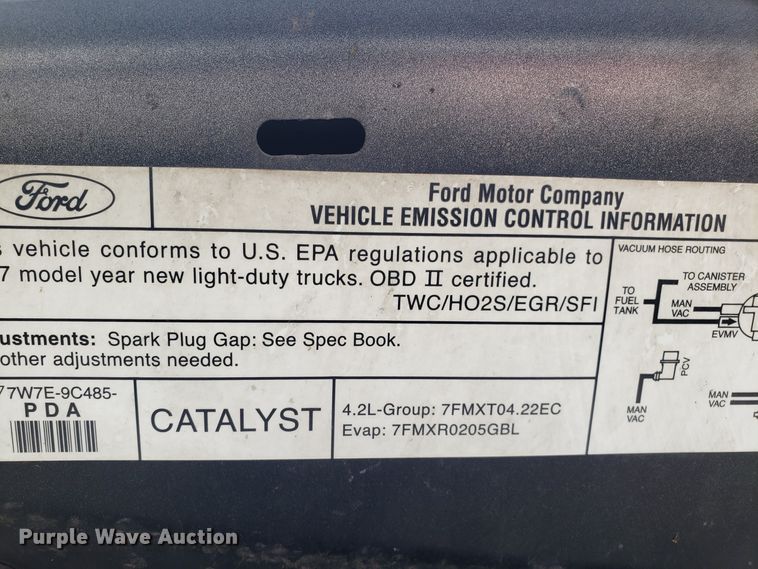 Ford
Ford Motor Company
VEHICLE EMISSION CONTROL INFORMATION
s vehicle conforms to U.S. EPA regulations applicable to
7 model year new light-duty trucks. OBD II certified.
TWC/HO2S/EGR/SFI
ustments: Spark Plug Gap: See Spec Book.
other adjustments needed.
77W7E-9C485-
PDA
CATALYST
4.2L-Group: 7FMXT04.22EC
Evap: 7FMXR0205GBL
VACUUM HOSE ROUTING
TO CANISTER
ASSEMBLY
TO
FUEL
TANK
MAN
VAC
EVMV
PCV
MAN
VAC
MAN
VAC
Purple Wave Auction